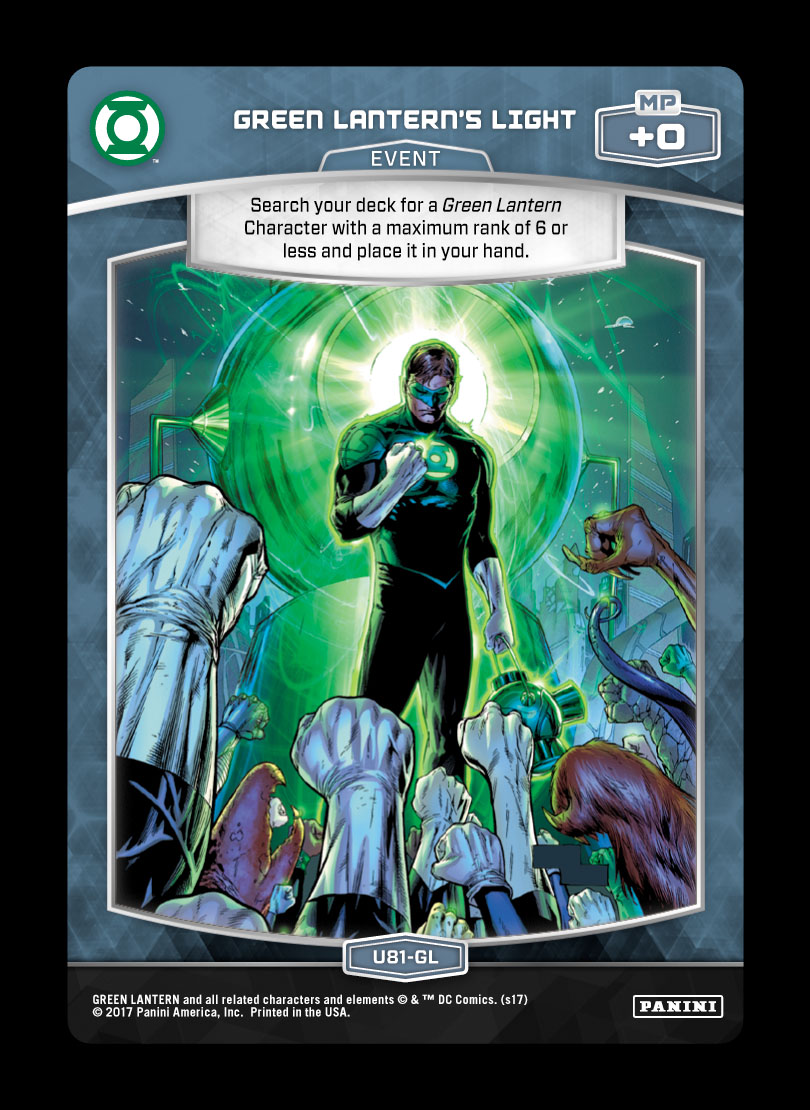 GREEN LANTERN'S LIGHT
MP
+0
EVENT
™
Search your deck for a Green Lantern
Character with a maximum rank of 6 or
less and place it in your hand.
U81-GL
GREEN LANTERN and all related characters and elements © & ™ DC Comics. (s17)
© 2017 Panini America, Inc. Printed in the USA.
PANINI